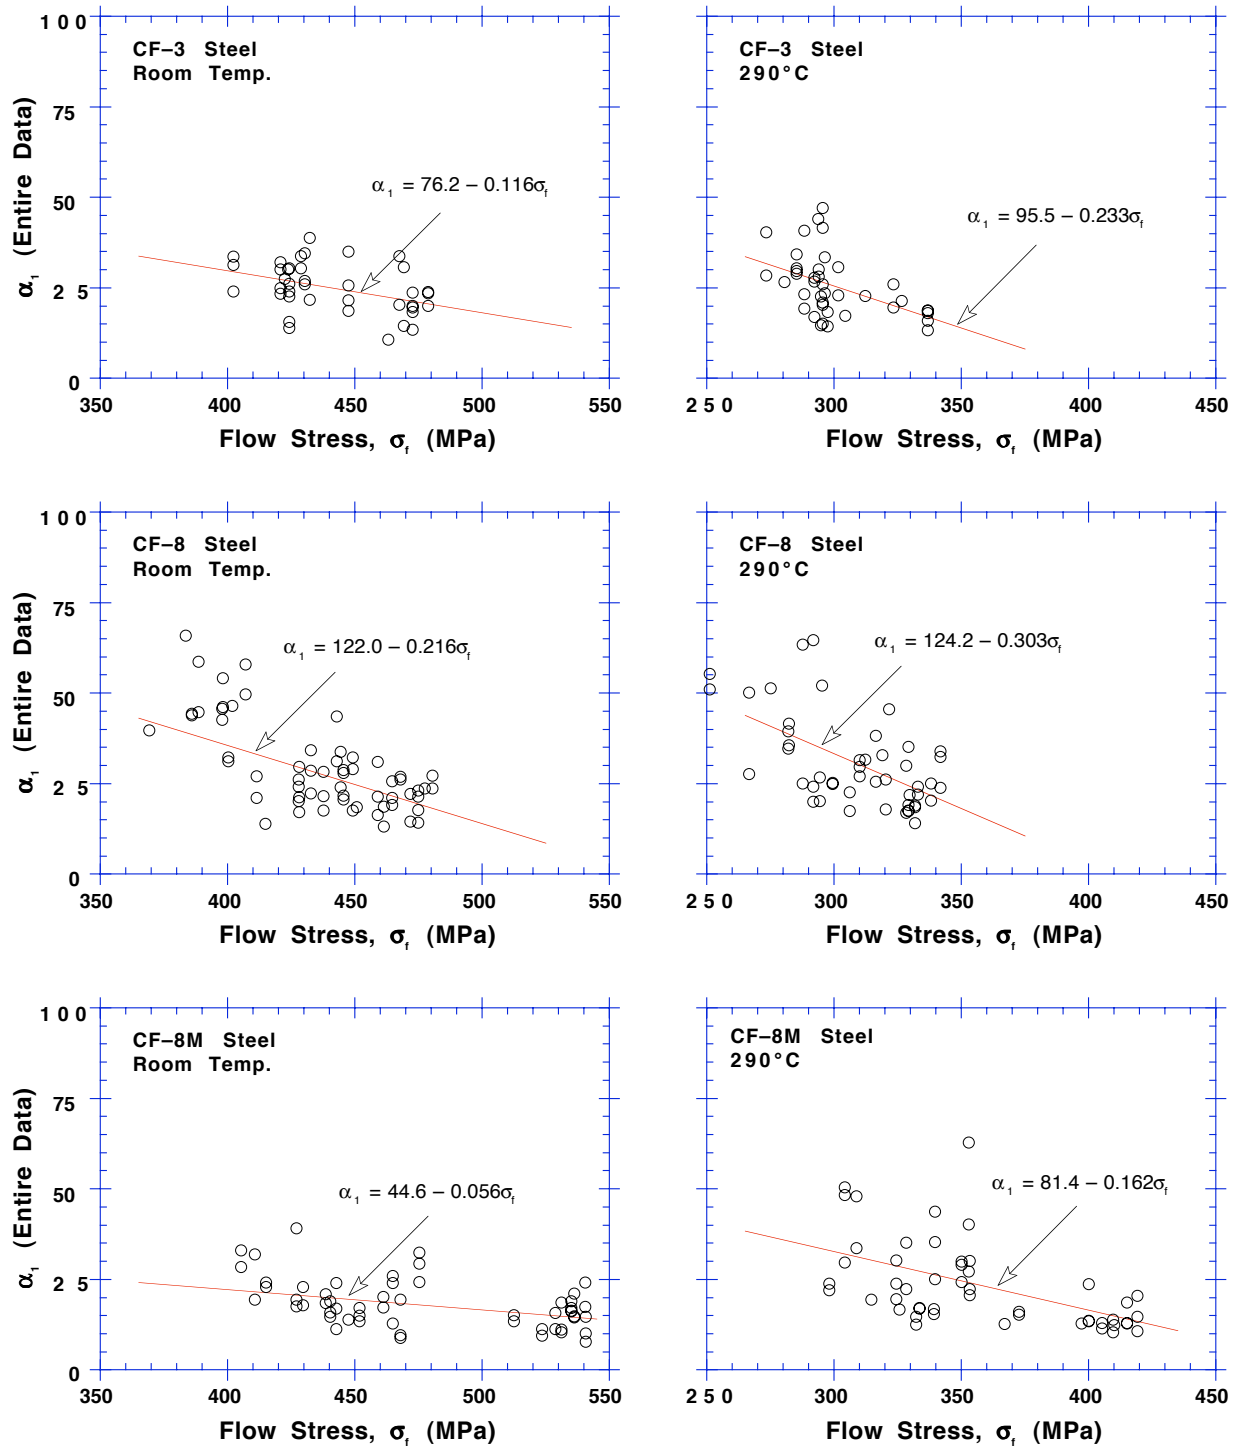 100
CF–3 Steel
Room Temp.
75
α₁ = 76.2 – 0.116σf
50
25
0
350 400 450 500 550
α₁ (Entire Data)
Flow Stress, σf (MPa)
CF–3 Steel
290°C
α₁ = 95.5 – 0.233σf
250 300 350 400 450
Flow Stress, σf (MPa)
100
CF–8 Steel
Room Temp.
75
α₁ = 122.0 – 0.216σf
50
25
0
350 400 450 500 550
α₁ (Entire Data)
Flow Stress, σf (MPa)
CF–8 Steel
290°C
α₁ = 124.2 – 0.303σf
250 300 350 400 450
Flow Stress, σf (MPa)
100
CF–8M Steel
Room Temp.
75
50
α₁ = 44.6 – 0.056σf
25
0
350 400 450 500 550
α₁ (Entire Data)
Flow Stress, σf (MPa)
CF–8M Steel
290°C
α₁ = 81.4 – 0.162σf
250 300 350 400 450
Flow Stress, σf (MPa)